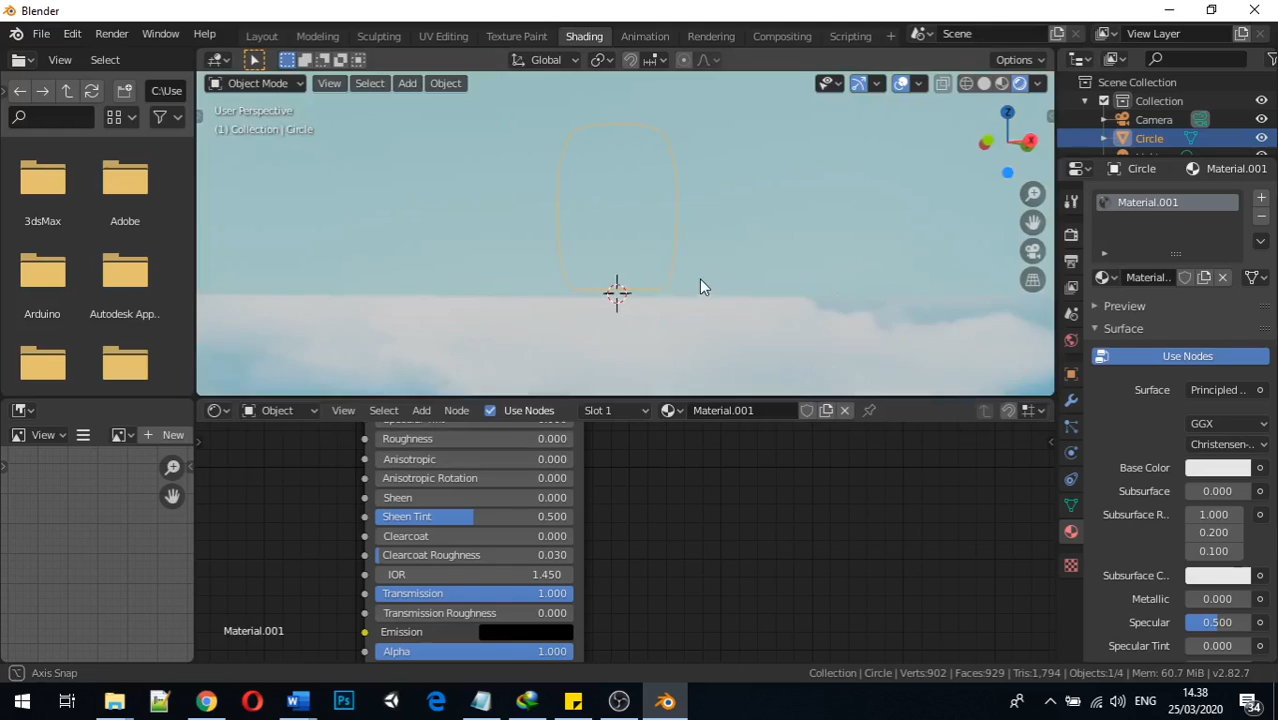 Blender
File Edit Render Window Help
Layout Modeling Sculpting UV Editing Texture Paint Shading Animation Rendering Compositing Scripting
Scene
View Layer
View Select
Global
Options
Object Mode View Select Add Object
Scene Collection
Collection
Camera
Circle
C:\Use
User Perspective
(1) Collection | Circle
Z
X
Circle
Material.001
Material.001
3dsMax
Adobe
Arduino
Autodesk App..
Materi..
Preview
Surface
Use Nodes
Surface
Principled ..
GGX
Christensen-..
Base Color
Subsurface
0.000
Subsurface R..
1.000
0.200
0.100
Subsurface C..
Metallic
0.000
Specular
0.500
Specular Tint
0.000
Object View Select Add Node Use Nodes Slot 1 Material.001
View
New
Roughness 0.000
Anisotropic 0.000
Anisotropic Rotation 0.000
Sheen 0.000
Sheen Tint 0.500
Clearcoat 0.000
Clearcoat Roughness 0.030
IOR 1.450
Transmission 1.000
Transmission Roughness 0.000
Emission
Alpha 1.000
Material.001
Axis Snap
Collection | Circle | Verts:902 | Faces:929 | Tris:1,794 | Objects:1/4 | Mem: 60.7 MiB | v2.82.7
ENG
14.38
25/03/2020
34